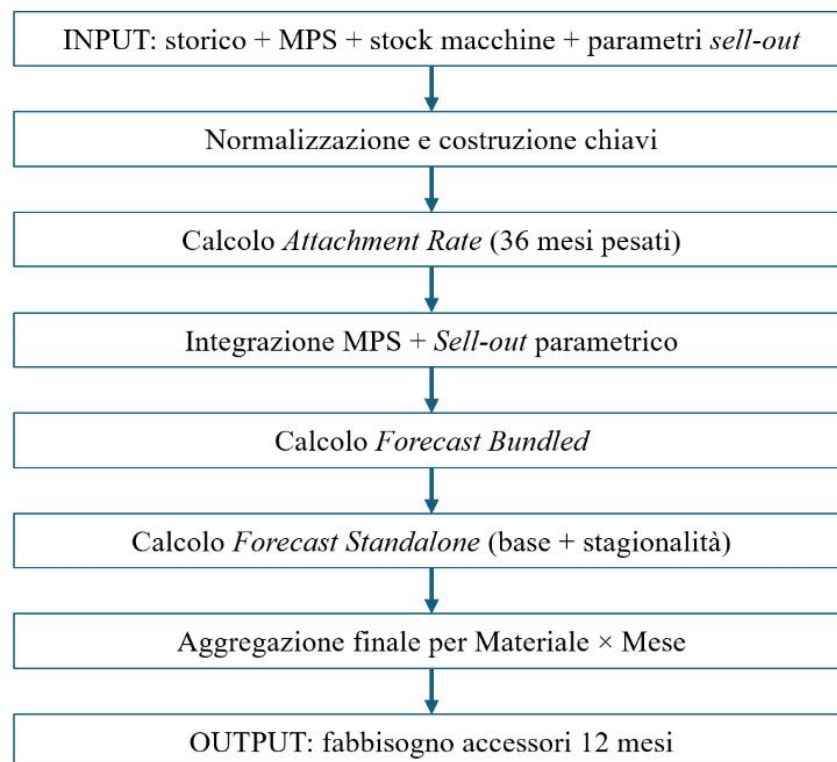 INPUT: storico + MPS + stock macchine + parametri sell-out
Normalizzazione e costruzione chiavi
Calcolo Attachment Rate (36 mesi pesati)
Integrazione MPS + Sell-out parametrico
Calcolo Forecast Bundled
Calcolo Forecast Standalone (base + stagionalità)
Aggregazione finale per Materiale × Mese
OUTPUT: fabbisogno accessori 12 mesi